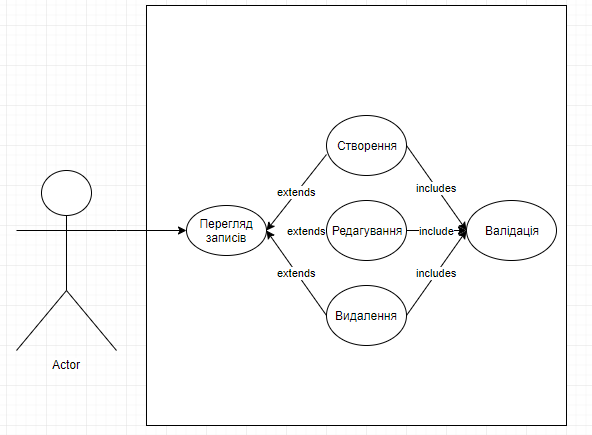 Створення
extends
includes
Перегляд
записів
extends
Редагування
include
Валідація
extends
includes
Видалення
Actor